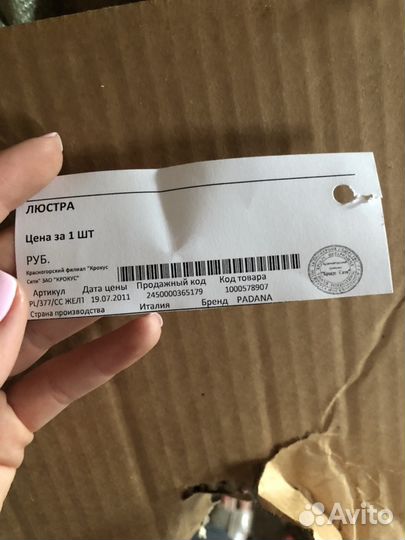 ЛЮСТРА
Цена за 1 ШТ
РУБ.
Красногорский филиал "Крокус
Сити" ЗАО "КРОКУС"
Артикул Дата цены Продажный код Код товара
PL/377/CC ЖЕЛ1 19.07.2011 2450000365179 1000578907
Страна производства Италия Бренд PADANA
Avito